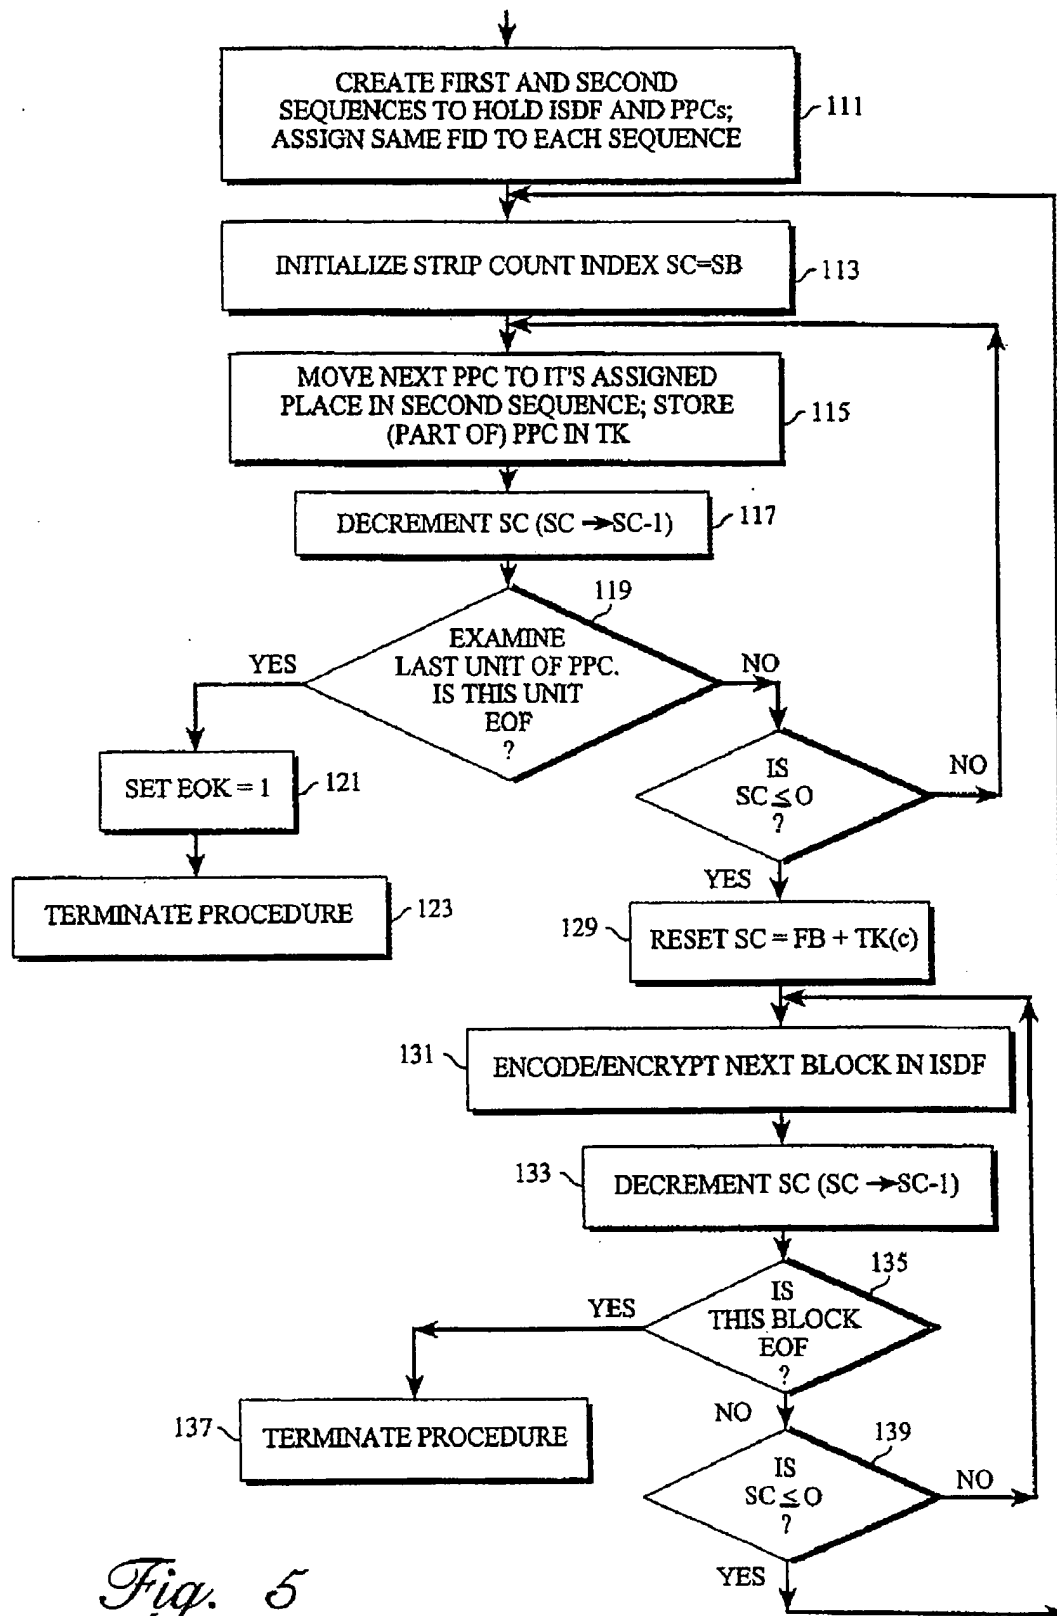 CREATE FIRST AND SECOND
SEQUENCES TO HOLD ISDF AND PPCs;
ASSIGN SAME FID TO EACH SEQUENCE
111
INITIALIZE STRIP COUNT INDEX SC=SB
113
MOVE NEXT PPC TO IT'S ASSIGNED
PLACE IN SECOND SEQUENCE; STORE
(PART OF) PPC IN TK
115
DECREMENT SC (SC →SC-1)
117
119
EXAMINE
LAST UNIT OF PPC.
IS THIS UNIT
EOF
?
YES
NO
SET EOK = 1
121
IS
SC ≤ O
?
NO
YES
TERMINATE PROCEDURE
123
129
RESET SC = FB + TK(c)
131
ENCODE/ENCRYPT NEXT BLOCK IN ISDF
133
DECREMENT SC (SC →SC-1)
135
IS
THIS BLOCK
EOF
?
YES
NO
137
TERMINATE PROCEDURE
139
IS
SC ≤ O
?
NO
YES
Fig. 5